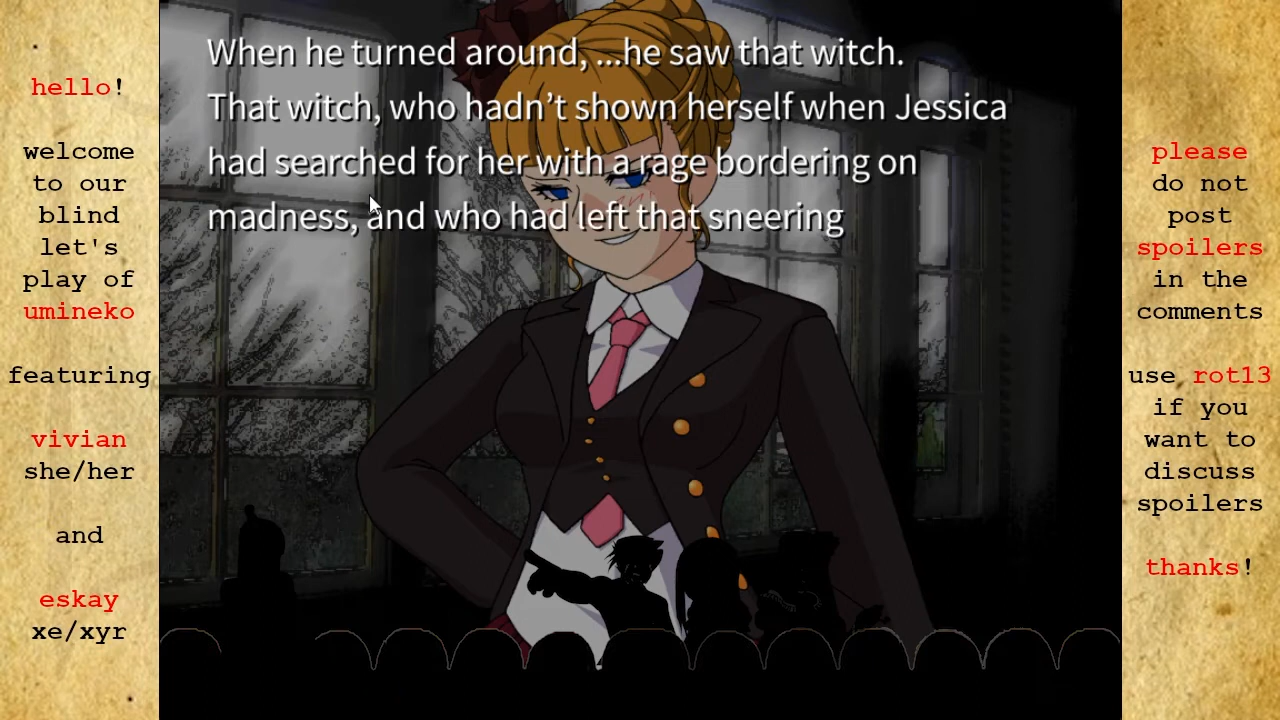 hello!
welcome
to our
blind
let's
play of
umineko
featuring
vivian
she/her
and
eskay
xe/xyr
When he turned around, ...he saw that witch.
That witch, who hadn't shown herself when Jessica
had searched for her with a rage bordering on
madness, and who had left that sneering
please
do not
post
spoilers
in the
comments
use rot13
if you
want to
discuss
spoilers
thanks!